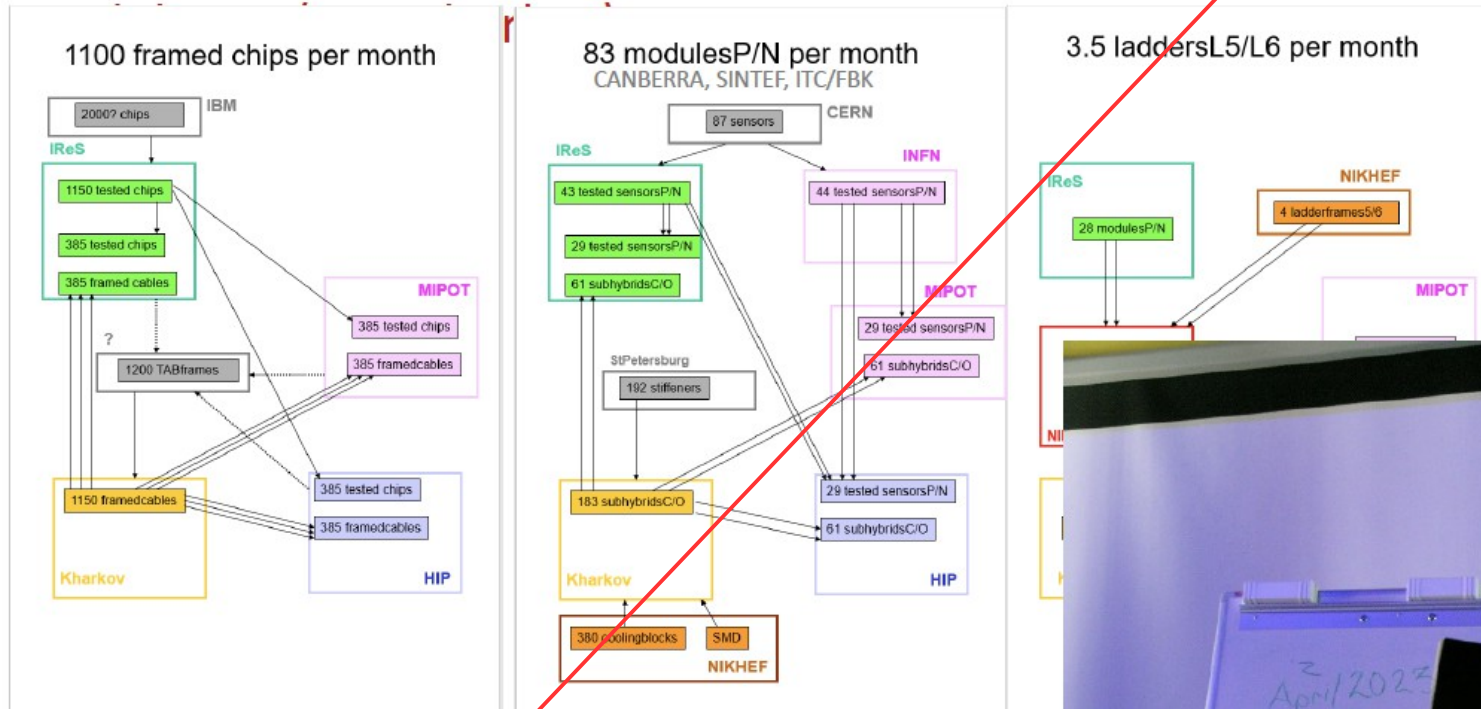 1100 framed chips per month
IBM
2000? chips
IReS
1150 tested chips
385 tested chips
385 framed cables
MIPOT
385 tested chips
385 framedcables
?
1200 TABframes
1150 framedcables
Kharkov
385 tested chips
385 framedcables
HIP
83 modulesP/N per month
CANBERRA, SINTEF, ITC/FBK
CERN
87 sensors
IReS
43 tested sensorsP/N
29 tested sensorsP/N
61 subhybridsC/O
INFN
44 tested sensorsP/N
MIPOT
29 tested sensorsP/N
61 subhybridsC/O
StPetersburg
192 stiffeners
183 subhybridsC/O
Kharkov
29 tested sensorsP/N
61 subhybridsC/O
HIP
380 coolingblocks
SMD
NIKHEF
3.5 laddersL5/L6 per month
IReS
28 modulesP/N
NIKHEF
4 ladderframes5/6
MIPOT
2
April/2023